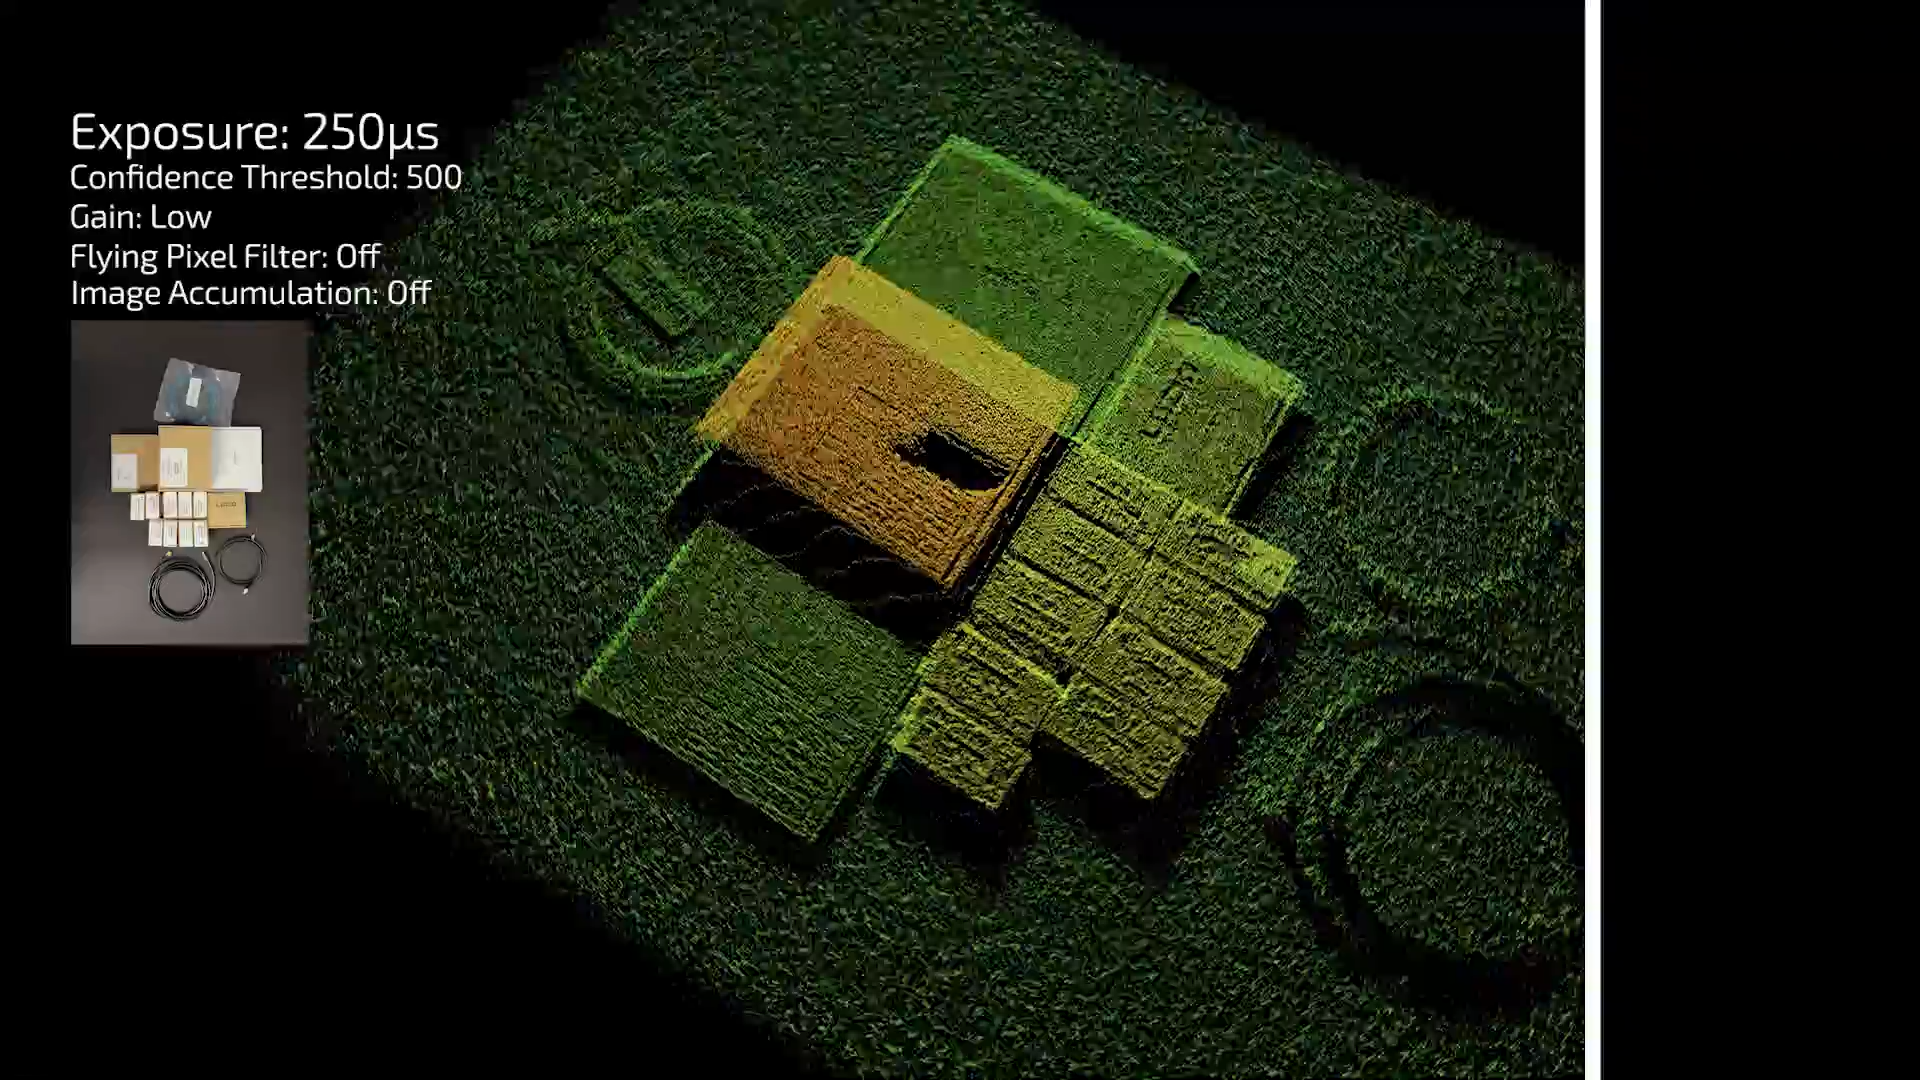 Exposure: 250µs
Confidence Threshold: 500
Gain: Low
Flying Pixel Filter: Off
Image Accumulation: Off